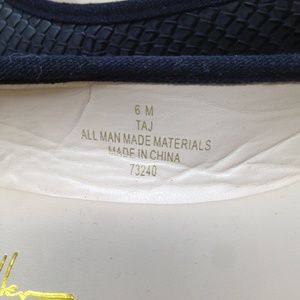 6 M
TAJ
ALL MAN MADE MATERIALS
MADE IN CHINA
73240